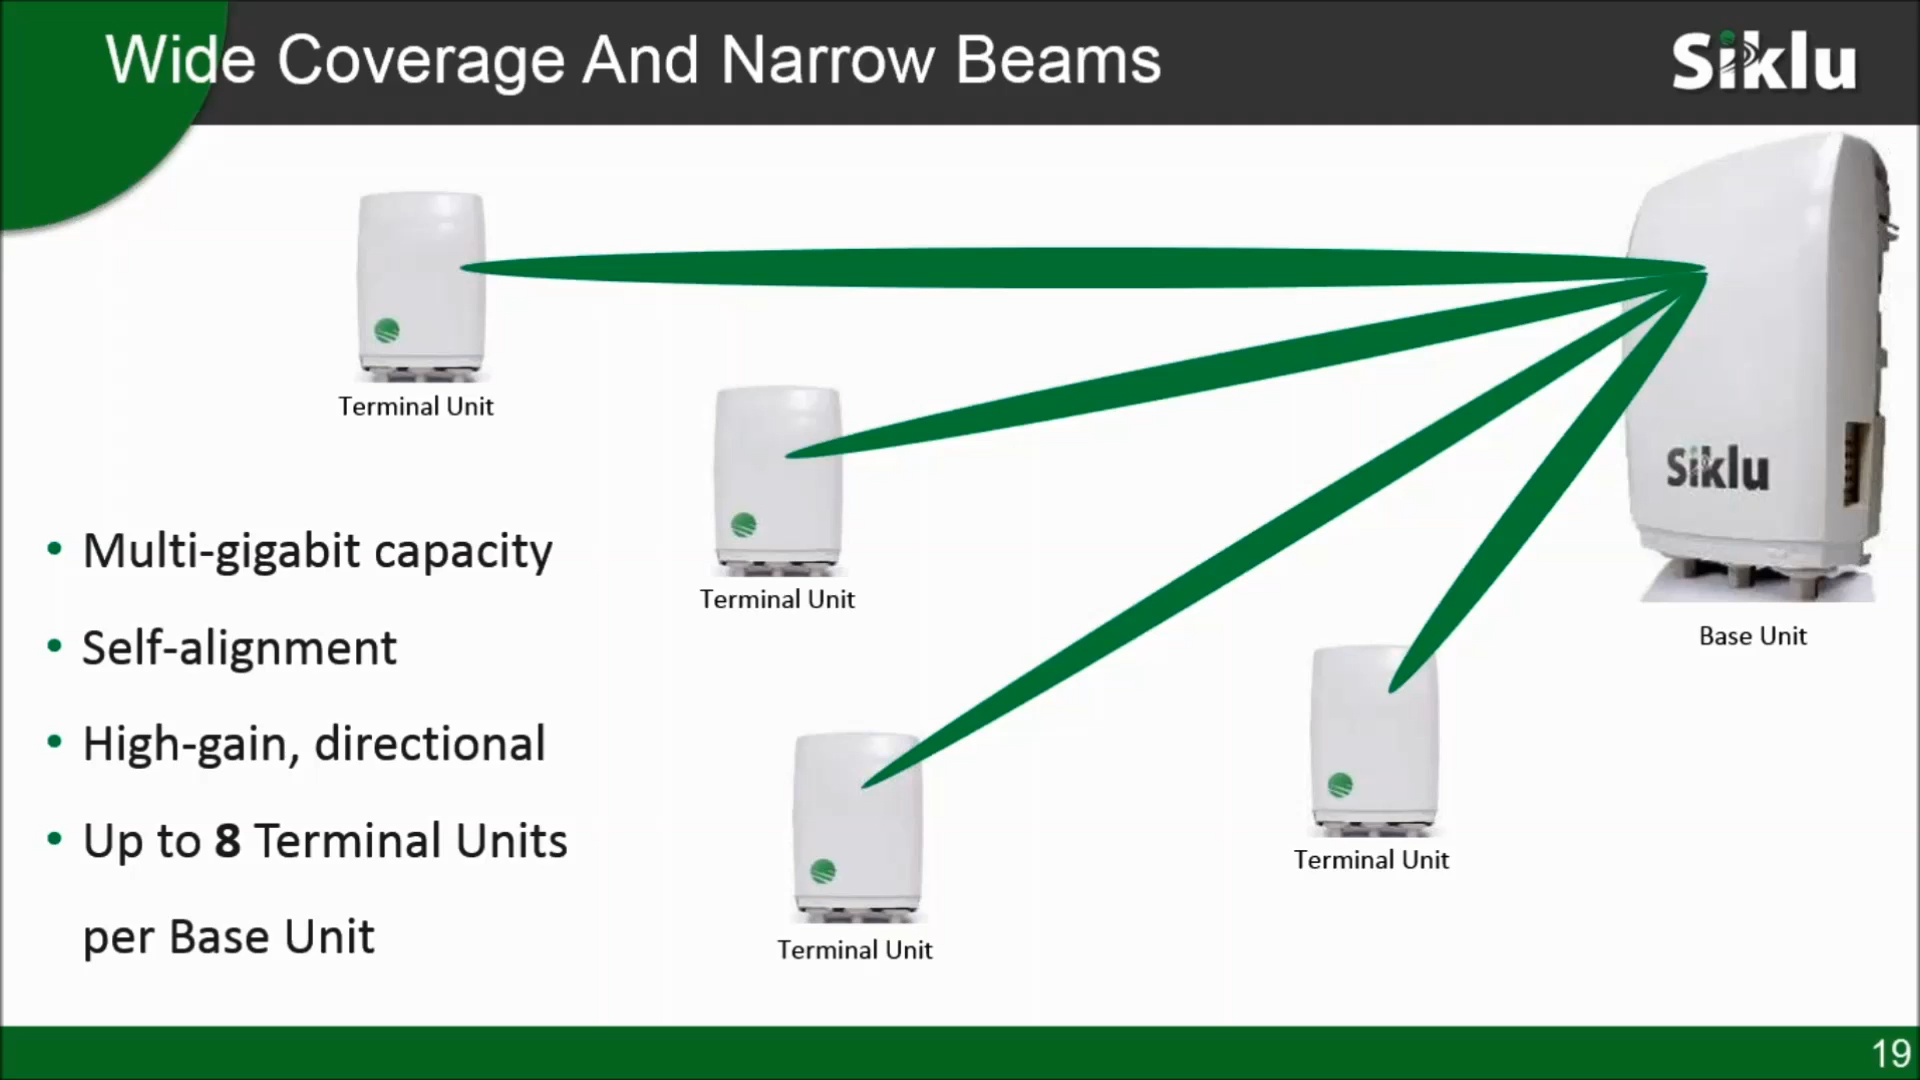 Wide Coverage And Narrow Beams
Siklu
Terminal Unit
Terminal Unit
Siklu
Base Unit
Terminal Unit
Terminal Unit
• Multi-gigabit capacity
• Self-alignment
• High-gain, directional
• Up to 8 Terminal Units
per Base Unit
19